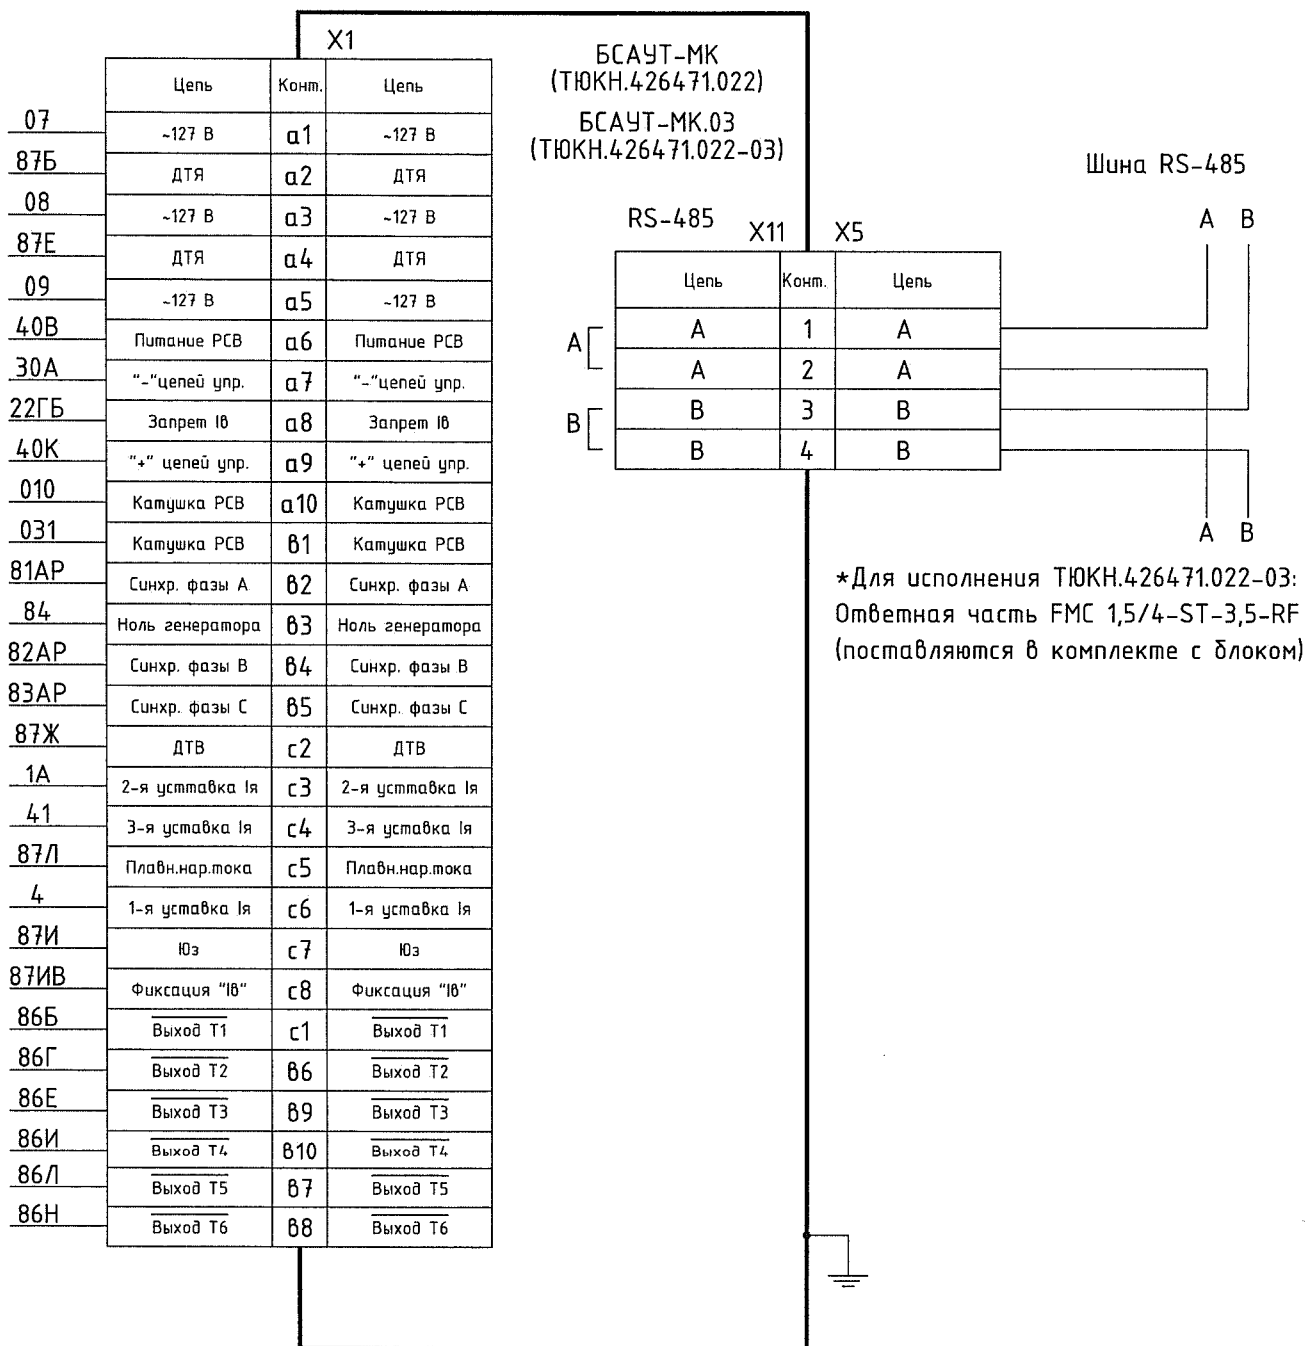 X1
БСАУТ-МК
(ТЮКН.426471.022)
БСАУТ-МК.03
(ТЮКН.426471.022-03)
Цепь Конт. Цепь
07 ~127 В а1 ~127 В
87Б ДТЯ а2 ДТЯ
08 ~127 В а3 ~127 В
87Е ДТЯ а4 ДТЯ
09 ~127 В а5 ~127 В
40В Питание РСВ а6 Питание РСВ
30А "-"цепей упр. а7 "-"цепей упр.
22ГБ Запрет Iв а8 Запрет Iв
40К "+" цепей упр. а9 "+" цепей упр.
010 Катушка РСВ а10 Катушка РСВ
031 Катушка РСВ в1 Катушка РСВ
81АР Синхр. фазы А в2 Синхр. фазы А
84 Ноль генератора в3 Ноль генератора
82АР Синхр. фазы В в4 Синхр. фазы В
83АР Синхр. фазы С в5 Синхр. фазы С
87Ж ДТВ с2 ДТВ
1А 2-я устмавка Iя с3 2-я устмавка Iя
41 3-я уставка Iя с4 3-я уставка Iя
87Л Плавн.нар.тока с5 Плавн.нар.тока
4 1-я уставка Iя с6 1-я уставка Iя
87И Юз с7 Юз
87ИВ Фиксация "Iв" с8 Фиксация "Iв"
86Б Выход Т1 с1 Выход Т1
86Г Выход Т2 в6 Выход Т2
86Е Выход Т3 в9 Выход Т3
86И Выход Т4 в10 Выход Т4
86Л Выход Т5 в7 Выход Т5
86Н Выход Т6 в8 Выход Т6
Шина RS-485
A B
RS-485 X11 X5
Цепь Конт. Цепь
A A 1 A
A 2 A
B B 3 B
B 4 B
A B
*Для исполнения ТЮКН.426471.022-03:
Ответная часть FMC 1,5/4-ST-3,5-RF
(поставляются в комплекте с блоком)